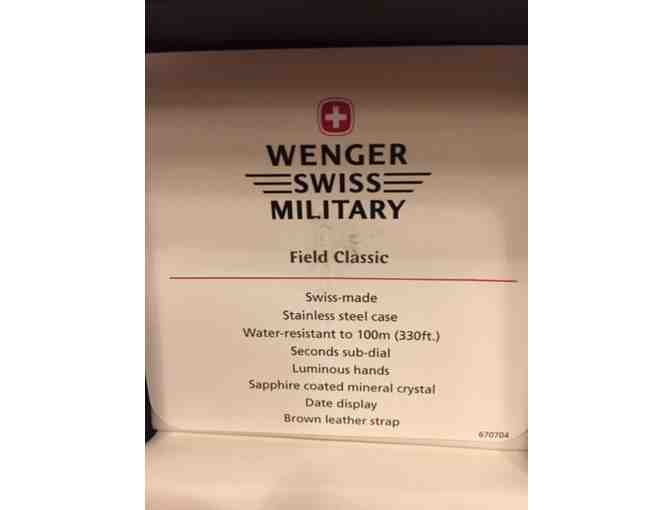 WENGER
SWISS
MILITARY
Field Classic
Swiss-made
Stainless steel case
Water-resistant to 100m (330ft.)
Seconds sub-dial
Luminous hands
Sapphire coated mineral crystal
Date display
Brown leather strap
670704